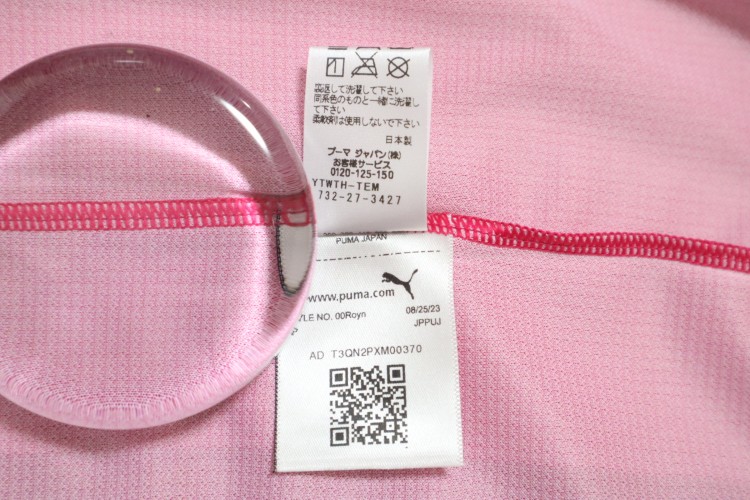 裏返して洗濯して下さい
同系色のものと一緒に洗濯し
て下さい
柔軟剤は使用しないで下さい
日本製
プーマ ジャパン(株)
お客様サービス
0120-125-150
YTWTH-TEM
732-27-3427
PUMA JAPAN
www.puma.com
NO. 00Royn
08/25/23
JPPUJ
AD T3QN2PXM00370